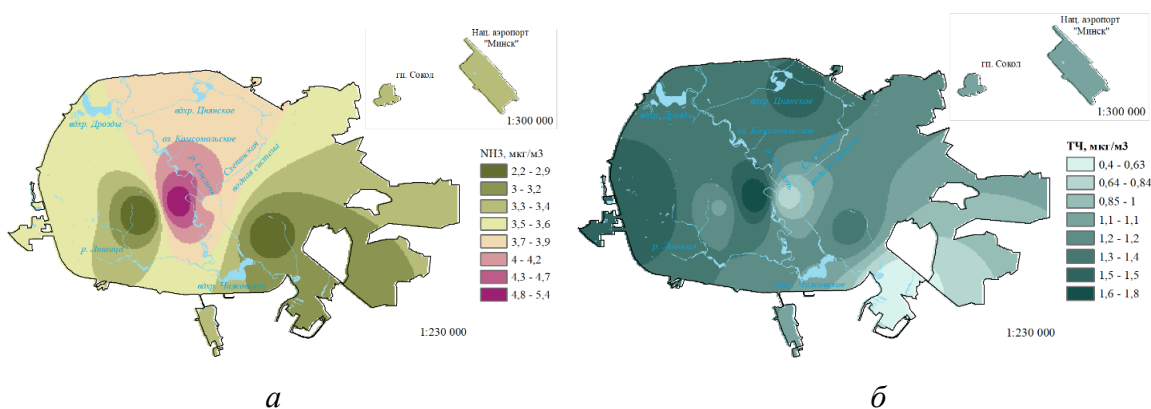 Нац. аэропорт
"Минск"
гп. Сокол
1:300 000
вдхр. Дрозды
вдхр. Цнянское
вз. Комсомольское
р. Свислочь
Слепянская
водная система
р. Лошица
вдхр. Чижовское
NH3, мкг/м3
2,2 - 2,9
3 - 3,2
3,3 - 3,4
3,5 - 3,6
3,7 - 3,9
4 - 4,2
4,3 - 4,7
4,8 - 5,4
1:230 000
а
Нац. аэропорт
"Минск"
гп. Сокол
1:300 000
вдхр. Дрозды
вдхр. Цнянское
вз. Комсомольское
р. Лошица
вдхр. Чижовское
ТЧ, мкг/м3
0,4 - 0,63
0,64 - 0,84
0,85 - 1
1,1 - 1,1
1,2 - 1,2
1,3 - 1,4
1,5 - 1,5
1,6 - 1,8
1:230 000
б